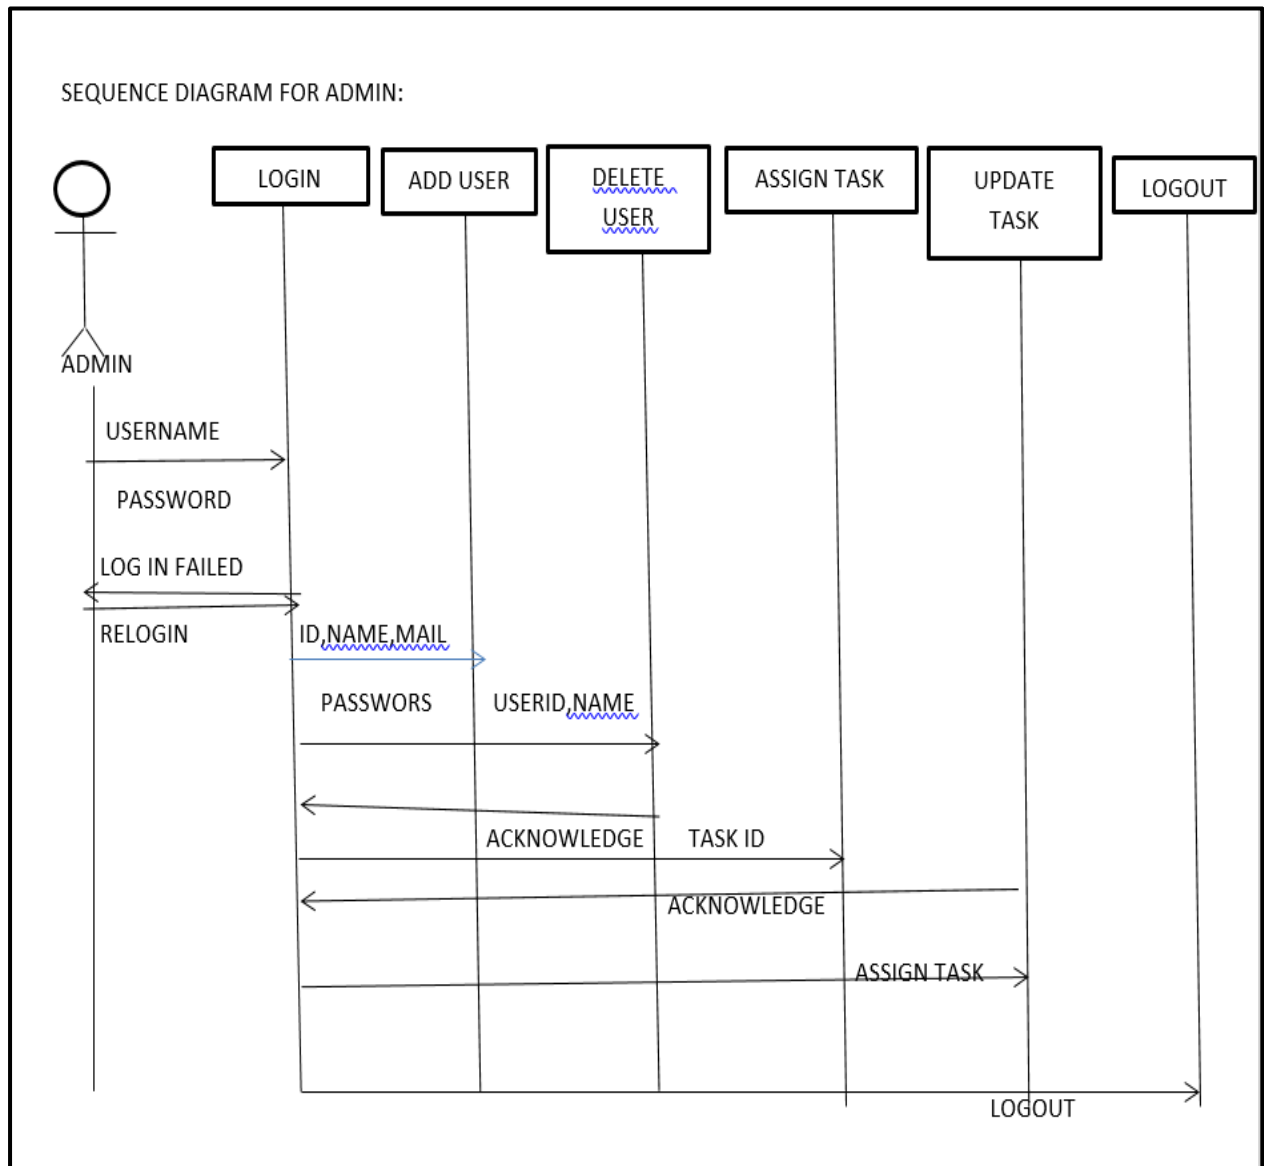 SEQUENCE DIAGRAM FOR ADMIN:
LOGIN
ADD USER
DELETE
USER
ASSIGN TASK
UPDATE
TASK
LOGOUT
ADMIN
USERNAME
PASSWORD
LOG IN FAILED
RELOGIN
ID,NAME,MAIL
PASSWORS
USERID,NAME
ACKNOWLEDGE
TASK ID
ACKNOWLEDGE
ASSIGN TASK
LOGOUT